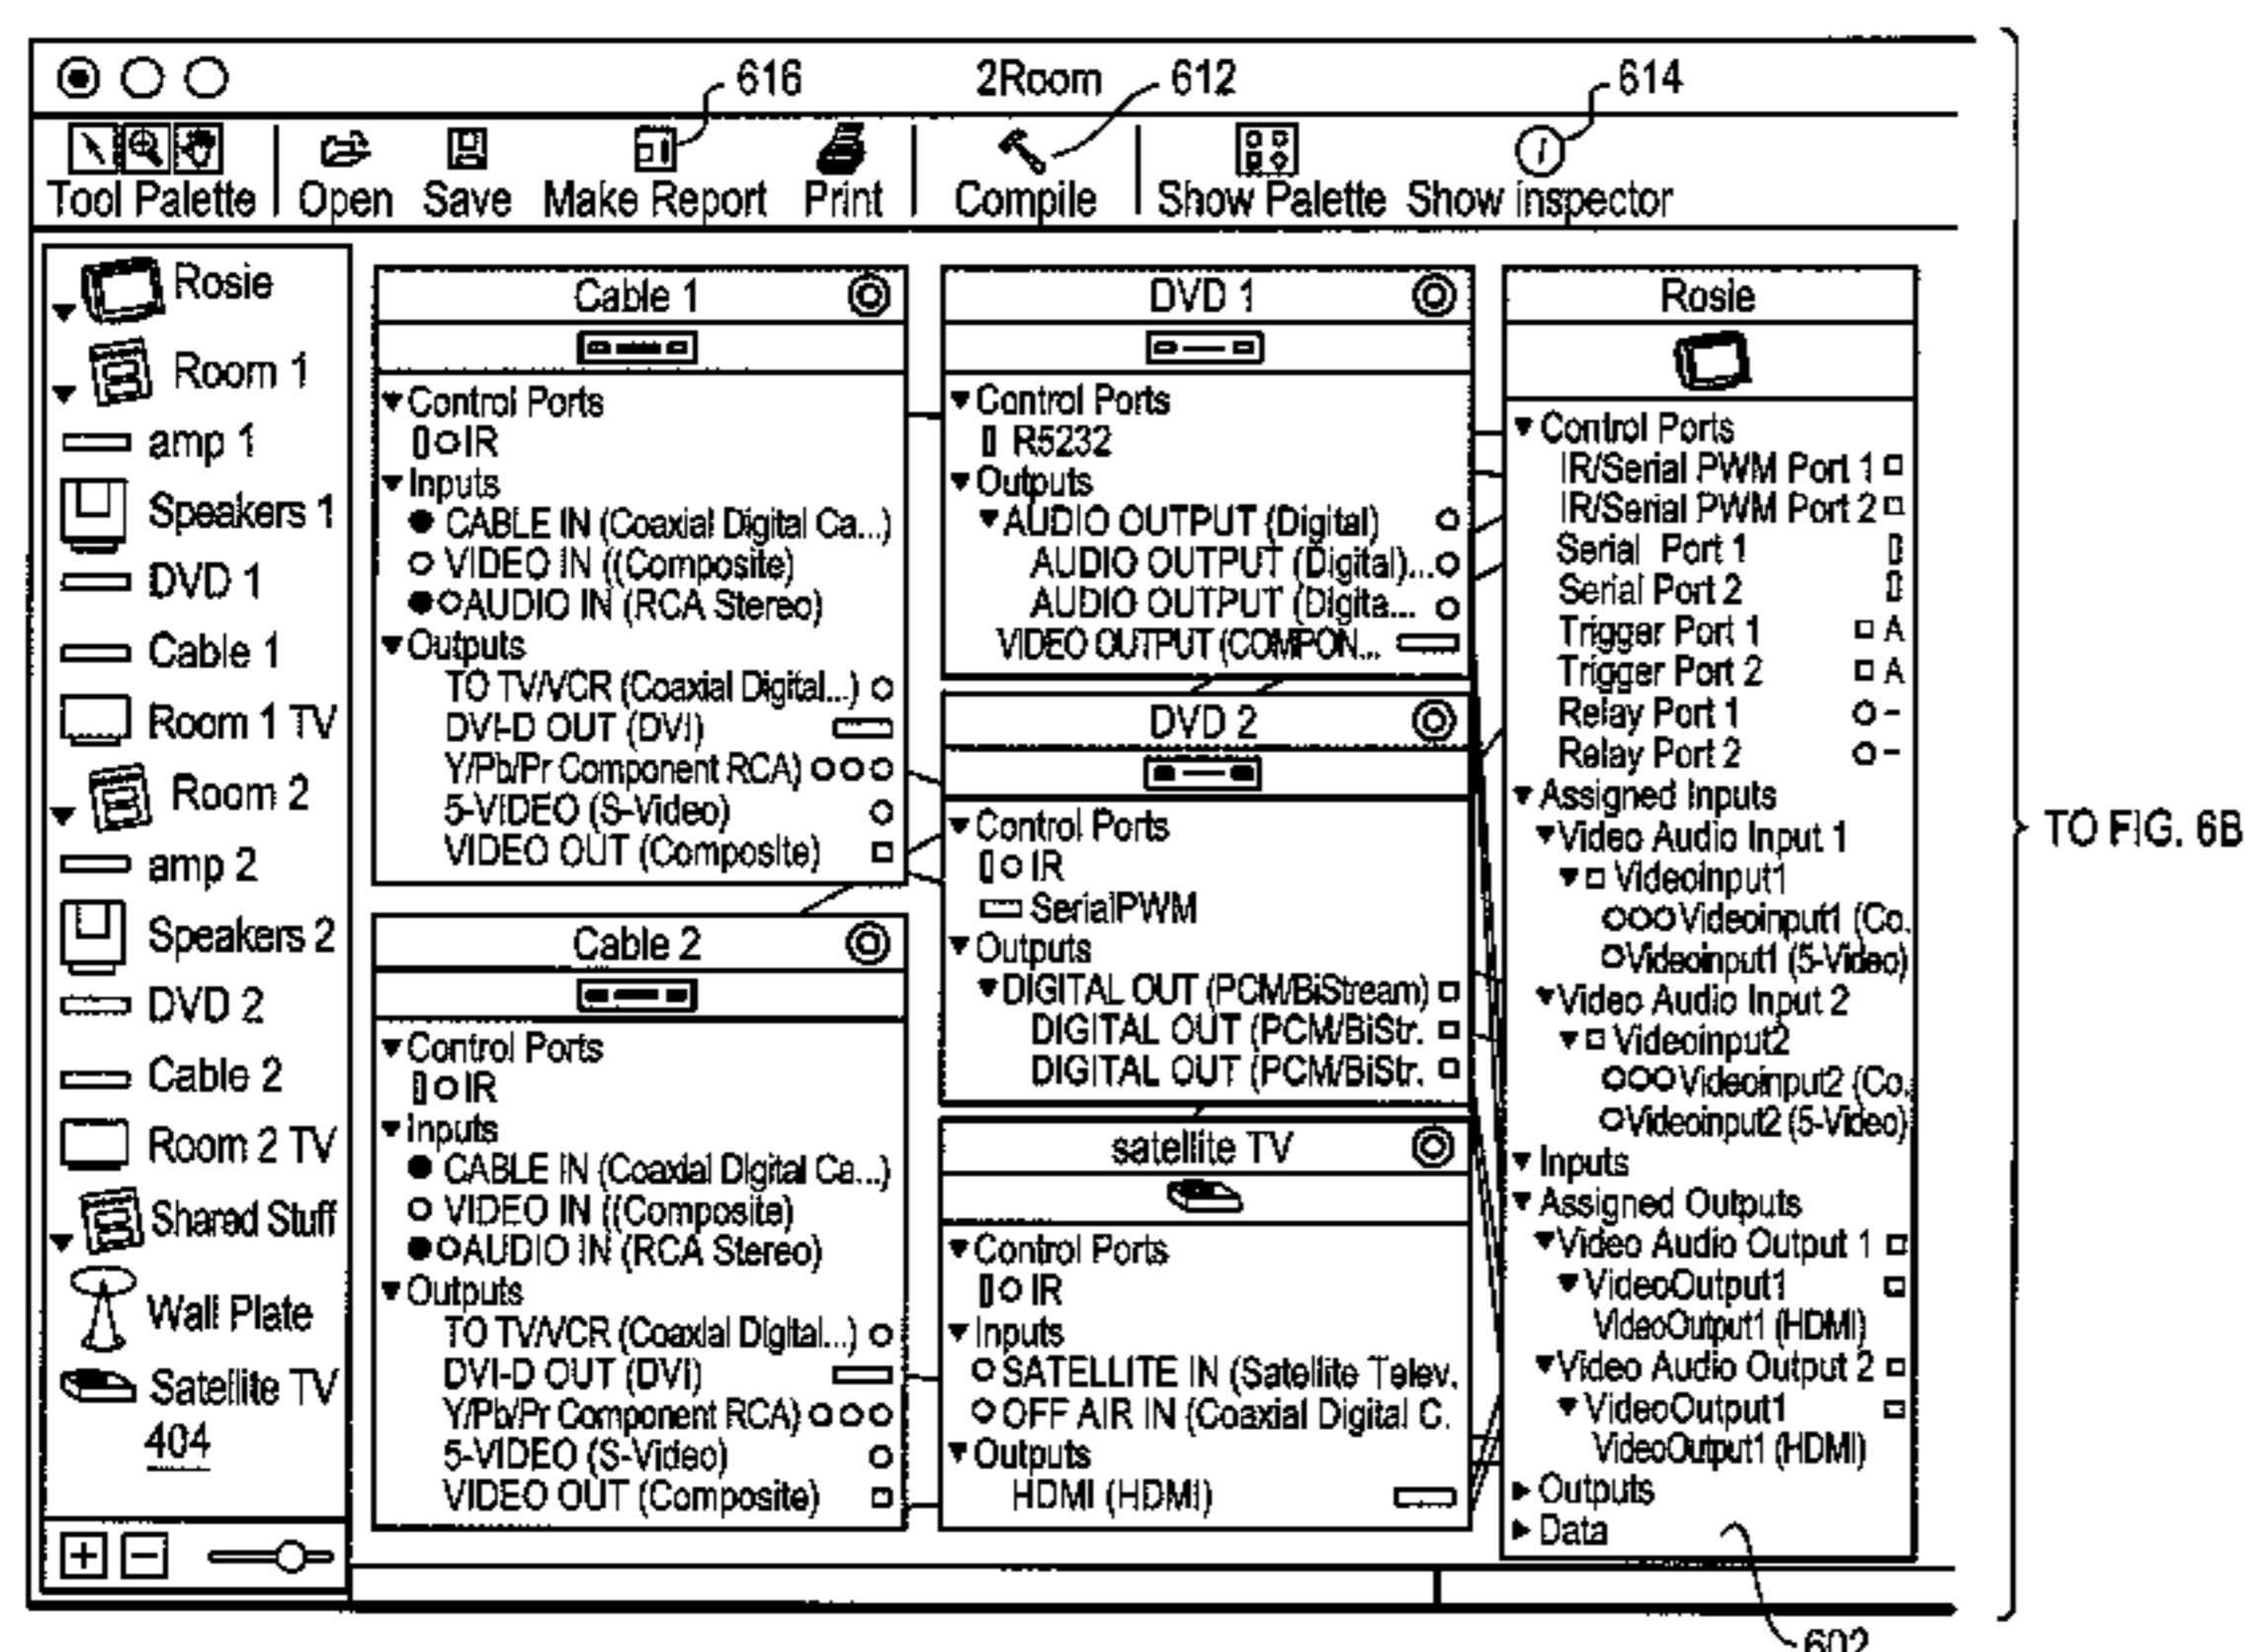 616
2Room
612
614
Tool Palette
Open
Save
Make Report
Print
Compile
Show Palette
Show inspector
Rosie
Room 1
amp 1
Speakers 1
DVD 1
Cable 1
Room 1 TV
Room 2
amp 2
Speakers 2
DVD 2
Cable 2
Room 2 TV
Shared Stuff
Wall Plate
Satellite TV
404
Cable 1
Control Ports
IR
Inputs
CABLE IN (Coaxial Digital Ca...)
VIDEO IN ((Composite)
AUDIO IN (RCA Stereo)
Outputs
TO TV/VCR (Coaxial Digital...)
DVI-D OUT (DVI)
Y/Pb/Pr Component RCA)
5-VIDEO (S-Video)
VIDEO OUT (Composite)
Cable 2
Control Ports
IR
Inputs
CABLE IN (Coaxial Digital Ca...)
VIDEO IN ((Composite)
AUDIO IN (RCA Stereo)
Outputs
TO TV/VCR (Coaxial Digital...)
DVI-D OUT (DVI)
Y/Pb/Pr Component RCA)
5-VIDEO (S-Video)
VIDEO OUT (Composite)
DVD 1
Control Ports
R5232
Outputs
AUDIO OUTPUT (Digital)
AUDIO OUTPUT (Digital)...
AUDIO OUTPUT (Digita...
VIDEO OUTPUT (COMPON...
DVD 2
Control Ports
IR
SerialPWM
Outputs
DIGITAL OUT (PCM/BiStream)
DIGITAL OUT (PCM/BiStr.
DIGITAL OUT (PCM/BiStr.
satellite TV
Control Ports
IR
Inputs
SATELLITE IN (Satellite Telev.
OFF AIR IN (Coaxial Digital C.
Outputs
HDMI (HDMI)
Rosie
Control Ports
IR/Serial PWM Port 1
IR/Serial PWM Port 2
Serial Port 1
Serial Port 2
Trigger Port 1 A
Trigger Port 2 A
Relay Port 1 -
Relay Port 2 -
Assigned Inputs
Video Audio Input 1
Videoinput1
Videoinput1 (Co.
Videoinput1 (5-Video)
Video Audio Input 2
Videoinput2
Videoinput2 (Co.
Videoinput2 (5-Video)
Inputs
Assigned Outputs
Video Audio Output 1
VideoOutput1
VideoOutput1 (HDMI)
Video Audio Output 2
VideoOutput1
VideoOutput1 (HDMI)
Outputs
Data
602
TO FIG. 6B